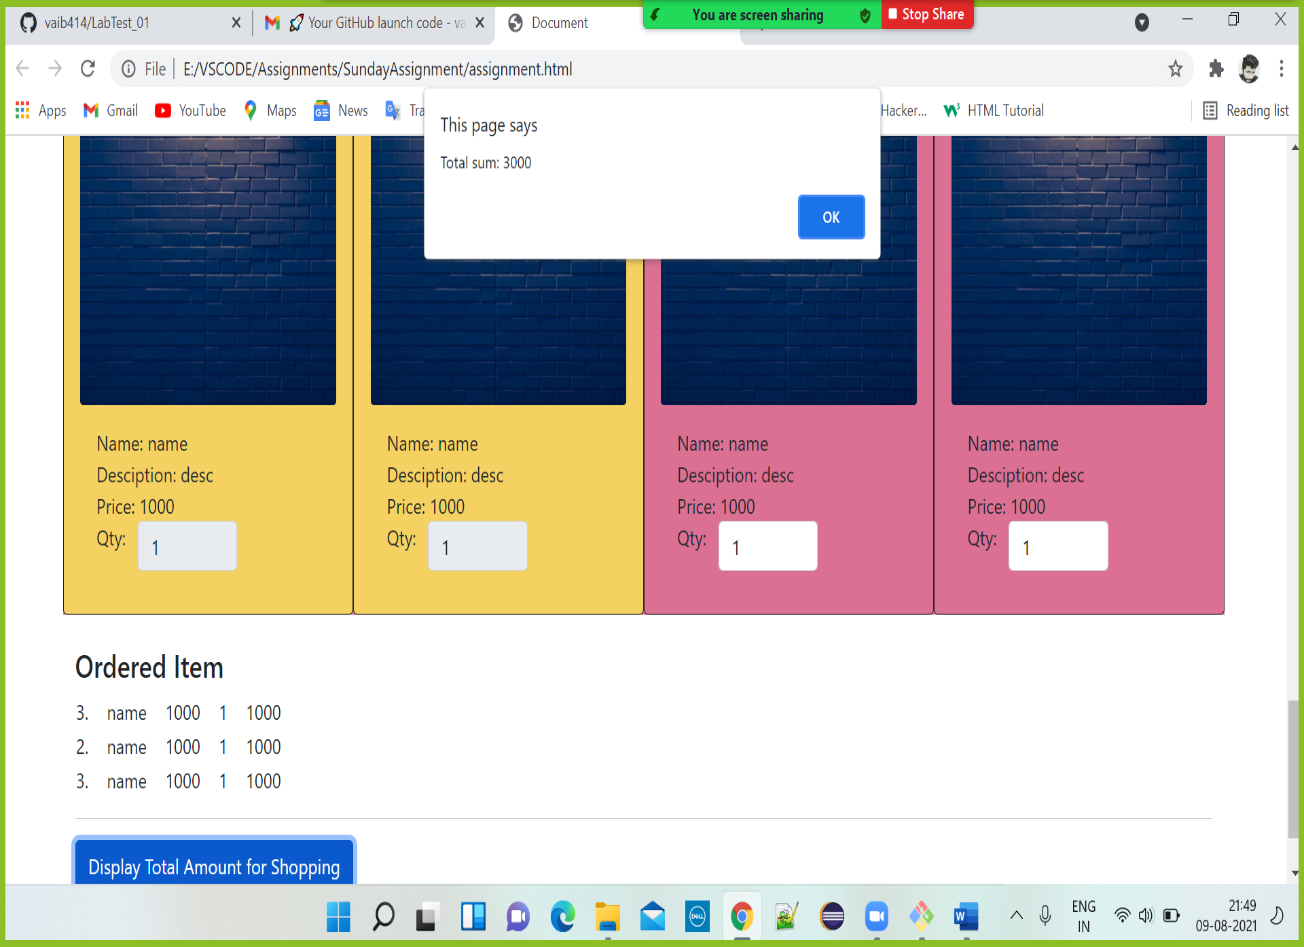 You are screen sharing Stop Share
vaib414/LabTest_01 Your GitHub launch code - va Document
File E:/VSCODE/Assignments/SundayAssignment/assignment.html
Apps Gmail YouTube Maps News Tra Hacker... HTML Tutorial Reading list
This page says
Total sum: 3000
OK
Name: name Name: name Name: name Name: name
Desciption: desc Desciption: desc Desciption: desc Desciption: desc
Price: 1000 Price: 1000 Price: 1000 Price: 1000
Qty: 1 Qty: 1 Qty: 1 Qty: 1
Ordered Item
3. name 1000 1 1000
2. name 1000 1 1000
3. name 1000 1 1000
Display Total Amount for Shopping
ENG 21:49
IN 09-08-2021